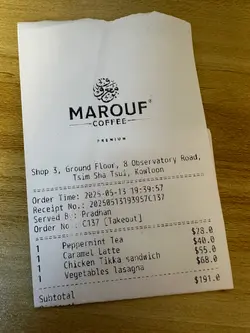 MAROUF
COFFEE
PREMIUM
Shop 3, Ground Floor, 8 Observatory Road,
Tsim Sha Tsui, Kowloon
Order Time: 2025-05-13 19:39:57
Receipt No.: 20250513193957C137
Served B : Pradhan
Order No : C137 [Takeout]
1 Peppermint Tea $28.0
1 Caramel Latte $40.0
1 Chicken Tikka sandwich $55.0
1 Vegetables lasagna $68.0
Subtotal $191.0